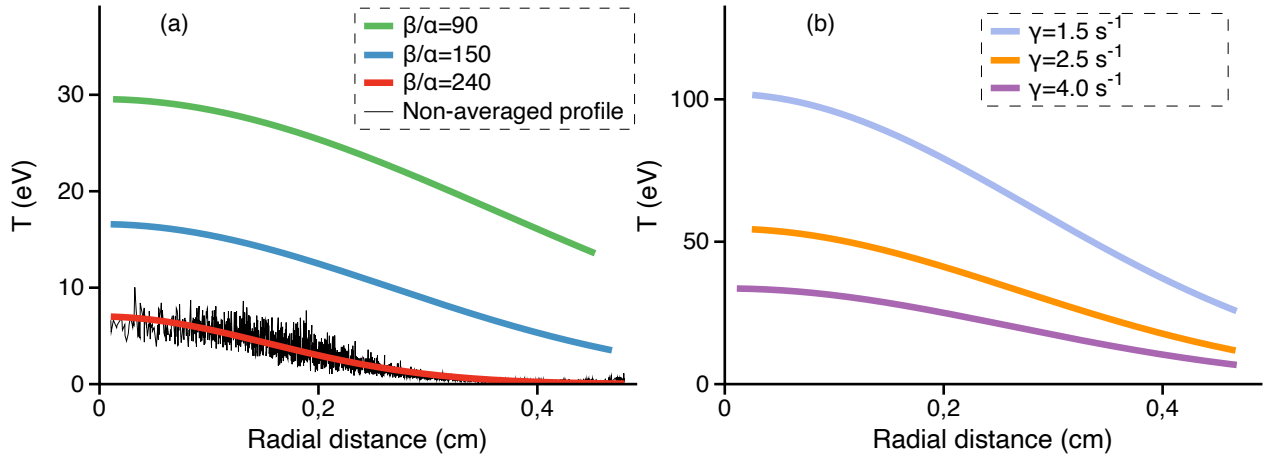 (a)
β/α=90
β/α=150
β/α=240
Non-averaged profile
T (eV)
30
20
10
0
0
0,2
0,4
Radial distance (cm)
(b)
γ=1.5 s⁻¹
γ=2.5 s⁻¹
γ=4.0 s⁻¹
T (eV)
100
50
0
0
0,2
0,4
Radial distance (cm)